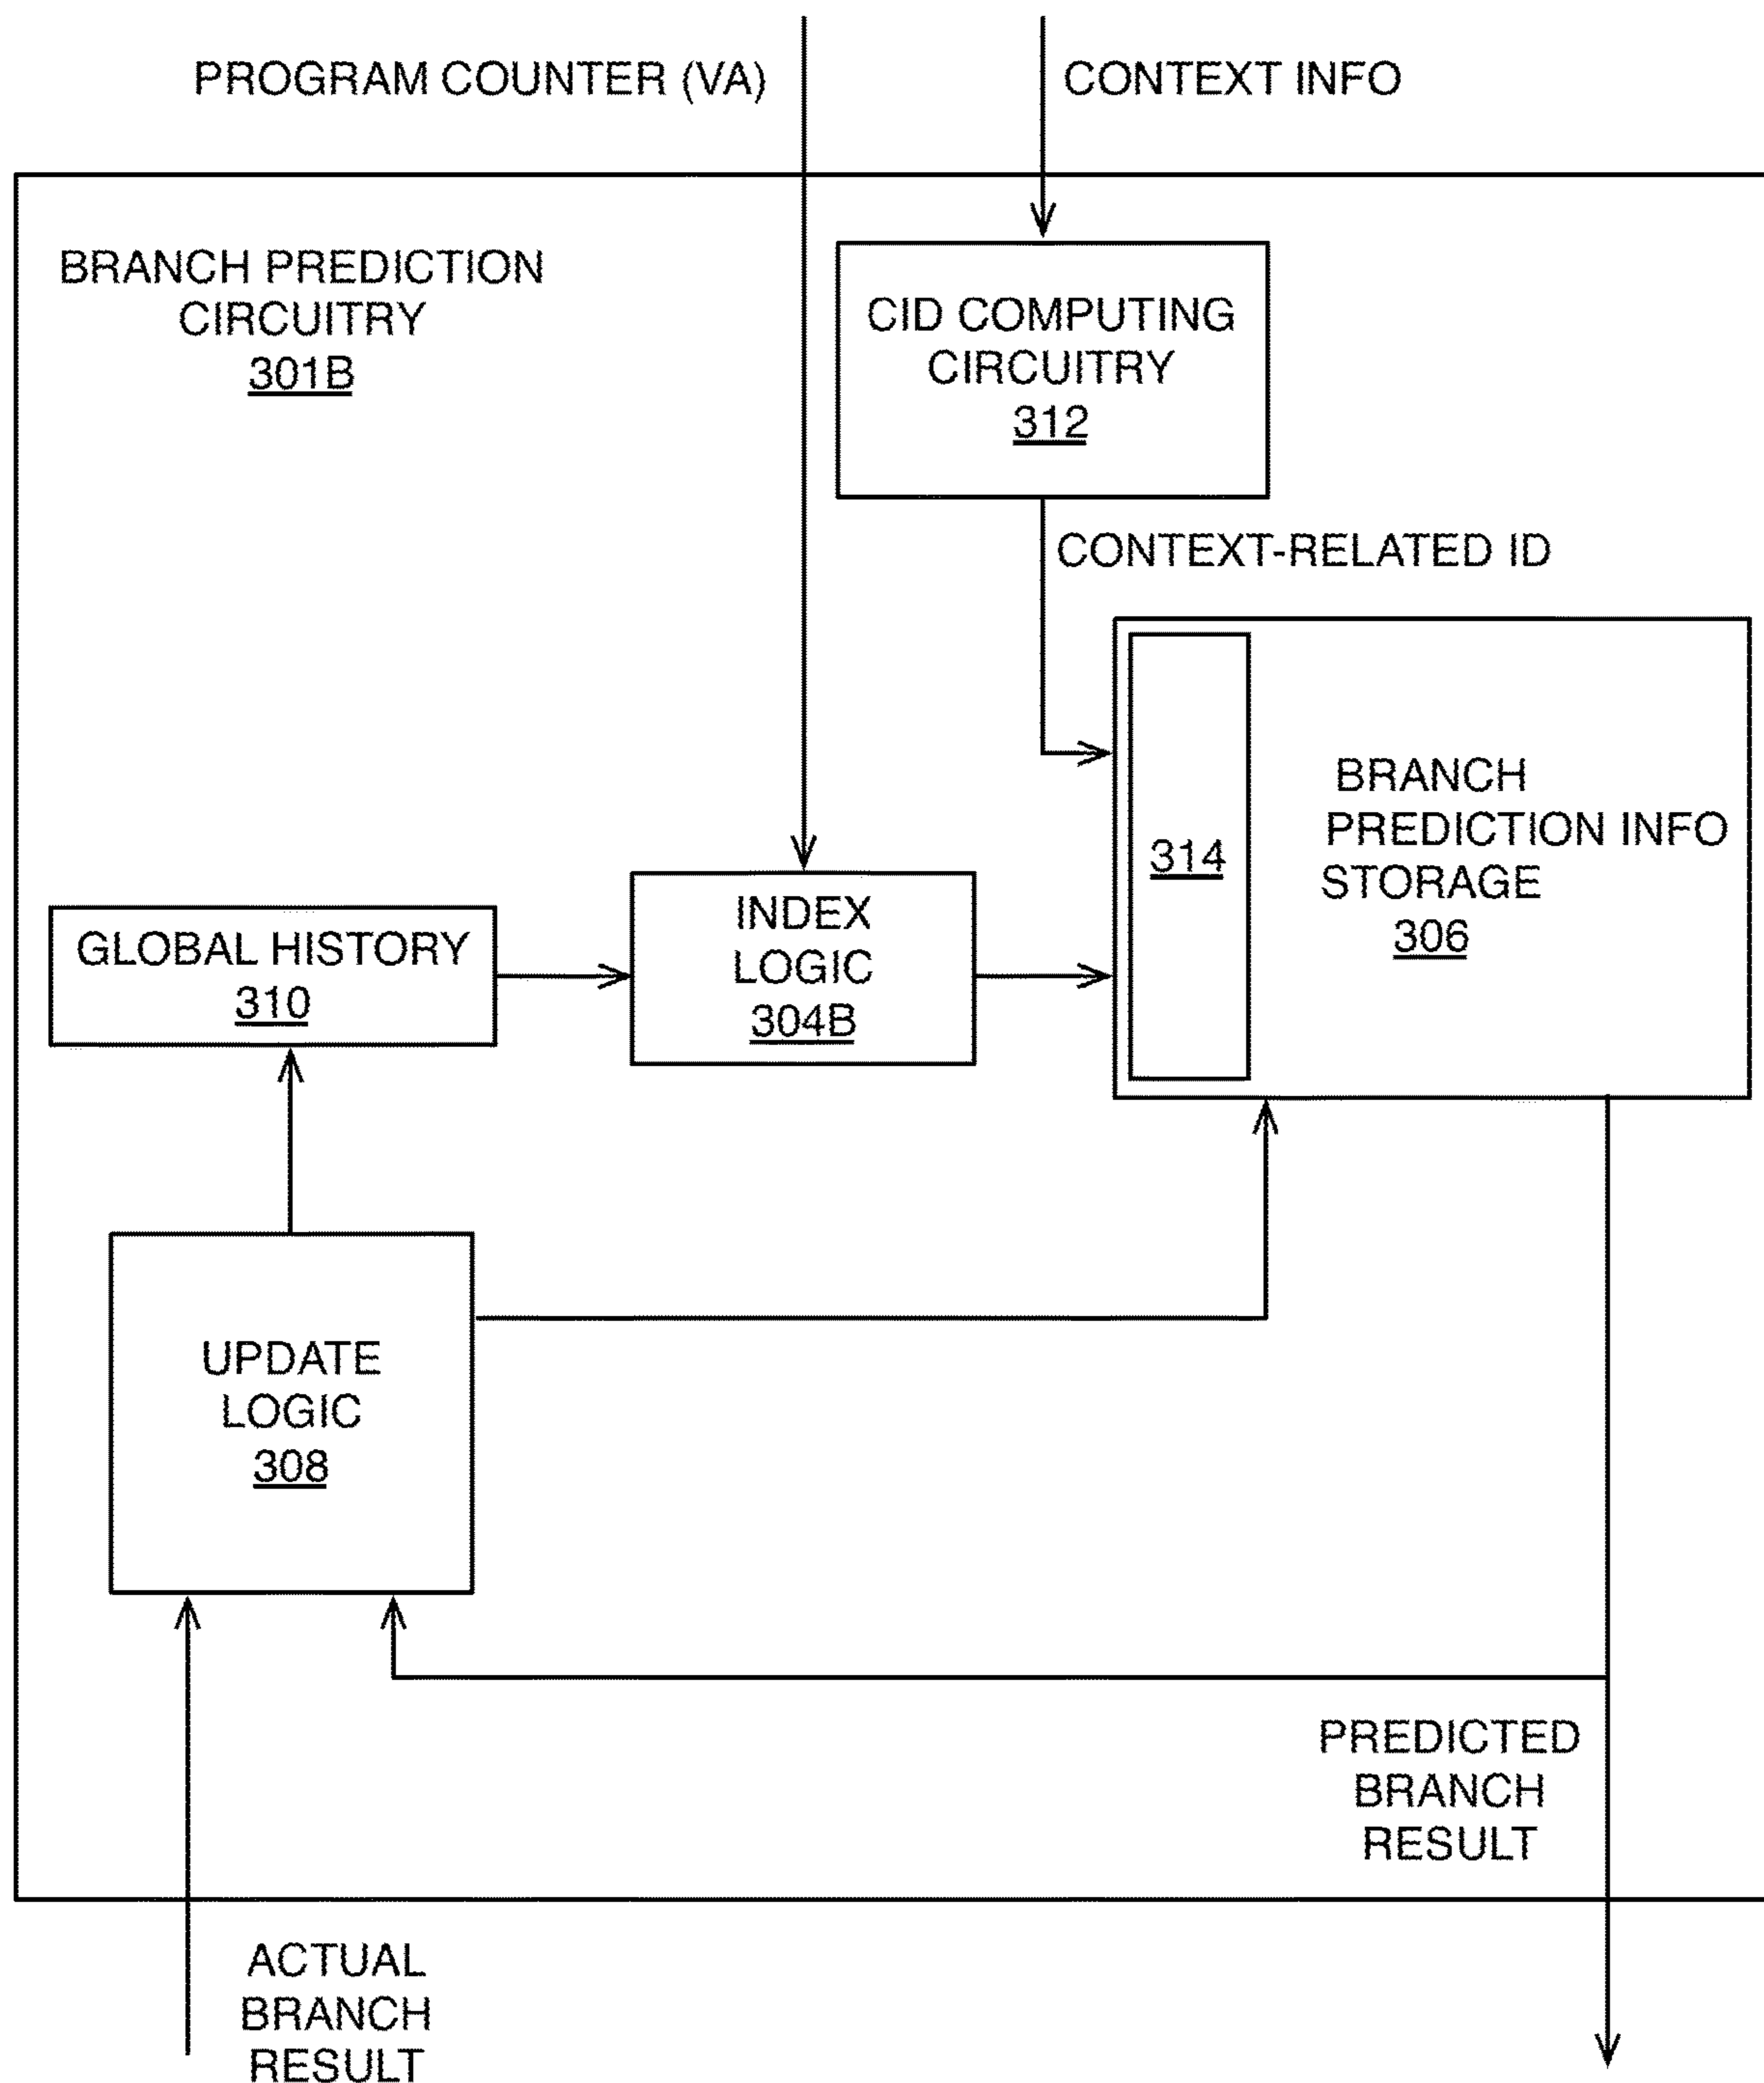 PROGRAM COUNTER (VA)
CONTEXT INFO
BRANCH PREDICTION
CIRCUITRY
301B
CID COMPUTING
CIRCUITRY
312
CONTEXT-RELATED ID
314
BRANCH
PREDICTION INFO
STORAGE
306
GLOBAL HISTORY
310
INDEX
LOGIC
304B
UPDATE
LOGIC
308
PREDICTED
BRANCH
RESULT
ACTUAL
BRANCH
RESULT